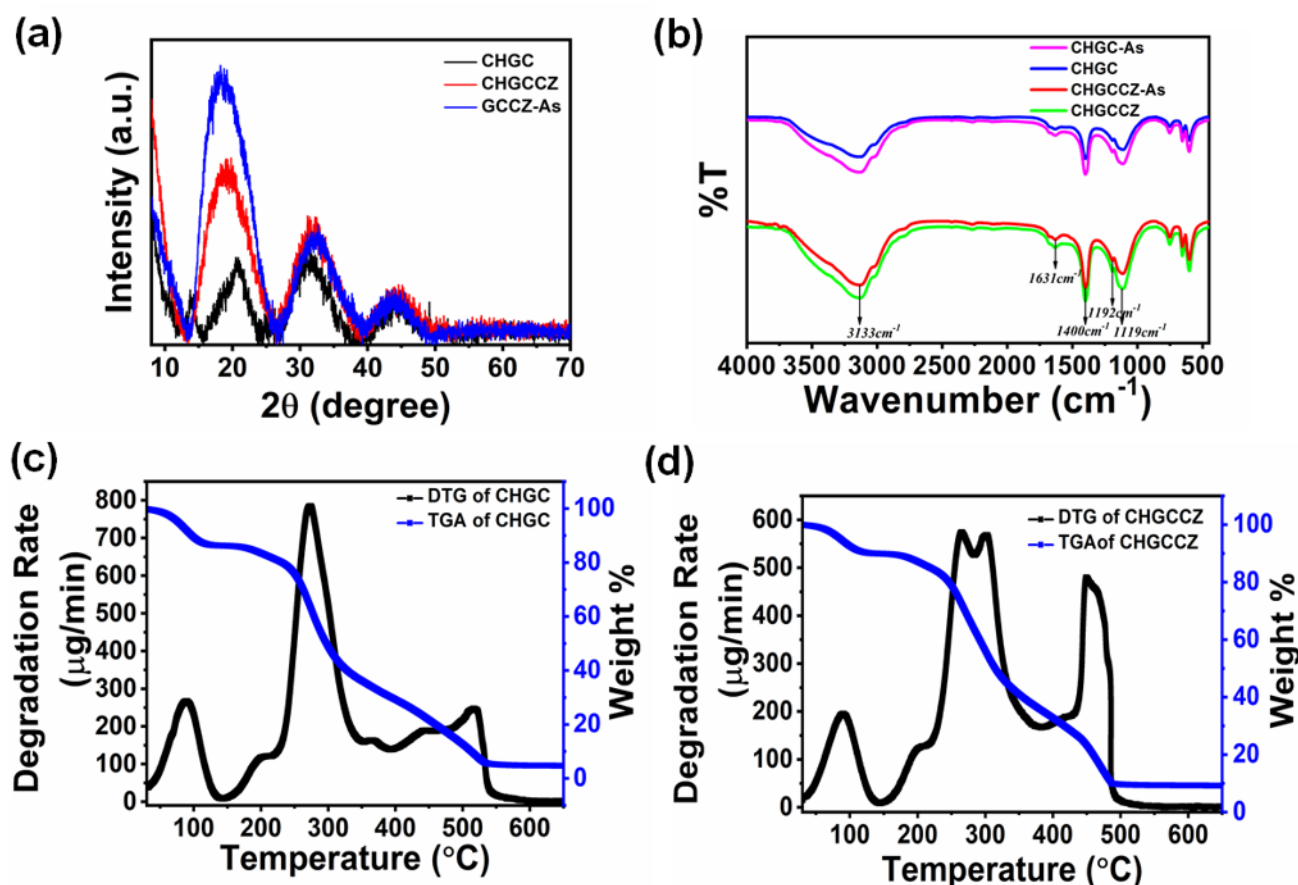 (a)
CHGC
CHGCCZ
GCCZ-As
Intensity (a.u.)
10 20 30 40 50 60 70
2θ (degree)
(b)
CHGC-As
CHGC
CHGCCZ-As
CHGCCZ
%T
1631cm-1
1192cm-1
3133cm-1
1400cm-1
1119cm-1
4000 3500 3000 2500 2000 1500 1000 500
Wavenumber (cm-1)
(c)
DTG of CHGC
TGA of CHGC
Degradation Rate
(μg/min)
800
700
600
500
400
300
200
100
0
100
80
60
40
20
0
Weight %
100 200 300 400 500 600
Temperature (°C)
(d)
DTG of CHGCCZ
TGAof CHGCCZ
Degradation Rate
(μg/min)
600
500
400
300
200
100
0
100
80
60
40
20
0
Weight %
100 200 300 400 500 600
Temperature (°C)